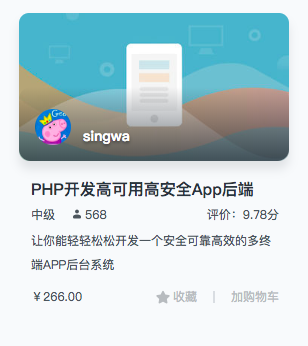 singwa
PHP开发高可用高安全App后端
中级 568 评价：9.78分
让你能轻轻松松开发一个安全可靠高效的多终
端APP后台系统
￥266.00 收藏 | 加购物车